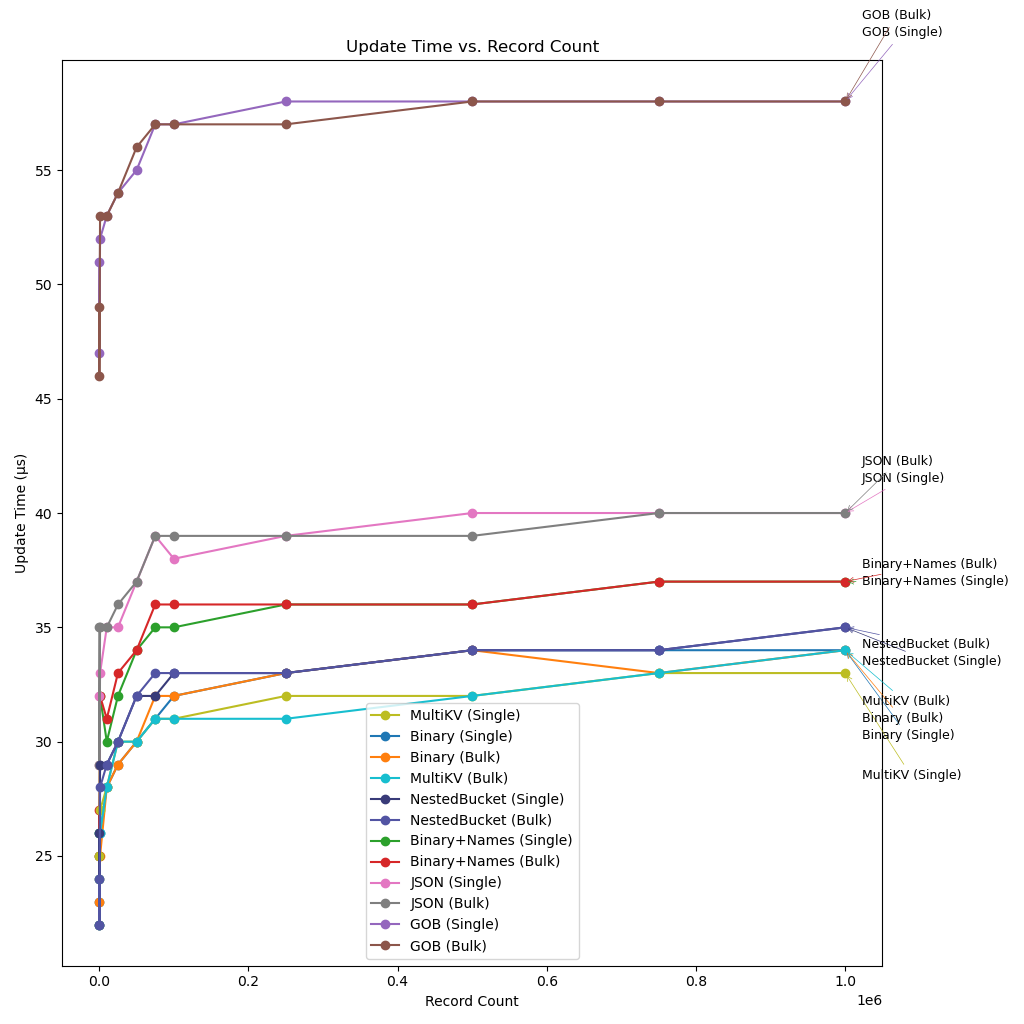 GOB (Bulk)
GOB (Single)
Update Time vs. Record Count
55
50
45
40
35
30
25
Update Time (µs)
JSON (Bulk)
JSON (Single)
Binary+Names (Bulk)
Binary+Names (Single)
NestedBucket (Bulk)
NestedBucket (Single)
MultiKV (Bulk)
Binary (Bulk)
Binary (Single)
MultiKV (Single)
MultiKV (Single)
Binary (Single)
Binary (Bulk)
MultiKV (Bulk)
NestedBucket (Single)
NestedBucket (Bulk)
Binary+Names (Single)
Binary+Names (Bulk)
JSON (Single)
JSON (Bulk)
GOB (Single)
GOB (Bulk)
0.0 0.2 0.4 0.6 0.8 1.0
1e6
Record Count